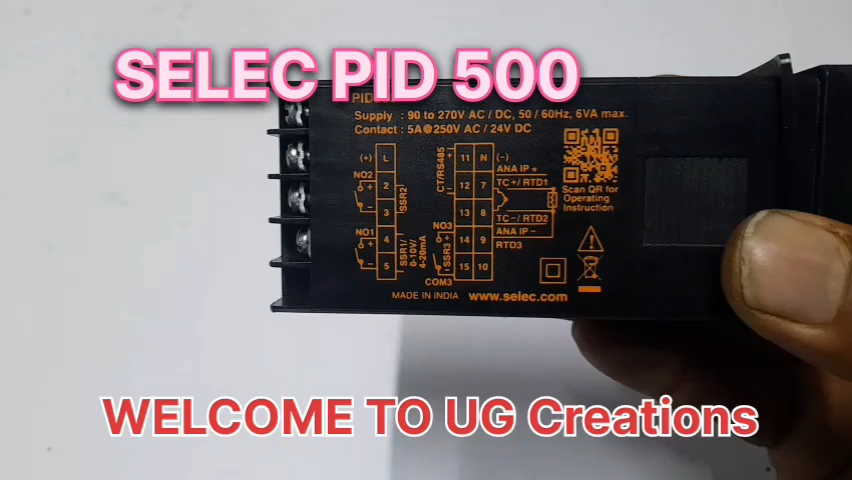 SELEC PID 500
PID
Supply : 90 to 270V AC / DC, 50 / 60Hz, 6VA max.
Contact : 5A@250V AC / 24V DC
(+) L
NO2
+ 2
- 3
SSR2
NO1
+ 4
- 5
SSR1/
0-10V/
4-20mA
CT/RS485
+ 11 N (-)
ANA IP +
- 12 7
TC +/ RTD1
13 8
TC -/ RTD2
NO3
+ 14 9
ANA IP -
RTD3
SSR3
- 15 10
COM3
Scan QR for
Operating
Instruction
MADE IN INDIA www.selec.com
WELCOME TO UG Creations